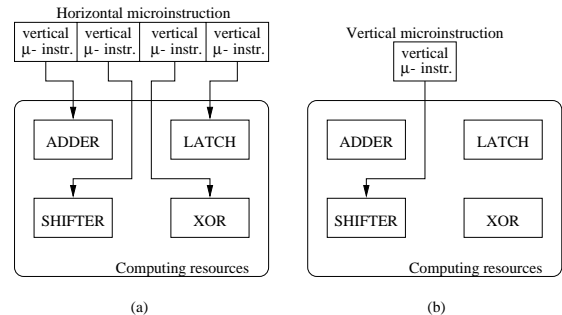 Horizontal microinstruction
vertical μ- instr.
vertical μ- instr.
vertical μ- instr.
vertical μ- instr.
ADDER
LATCH
SHIFTER
XOR
Computing resources
(a)
Vertical microinstruction
vertical
μ- instr.
ADDER
LATCH
SHIFTER
XOR
Computing resources
(b)